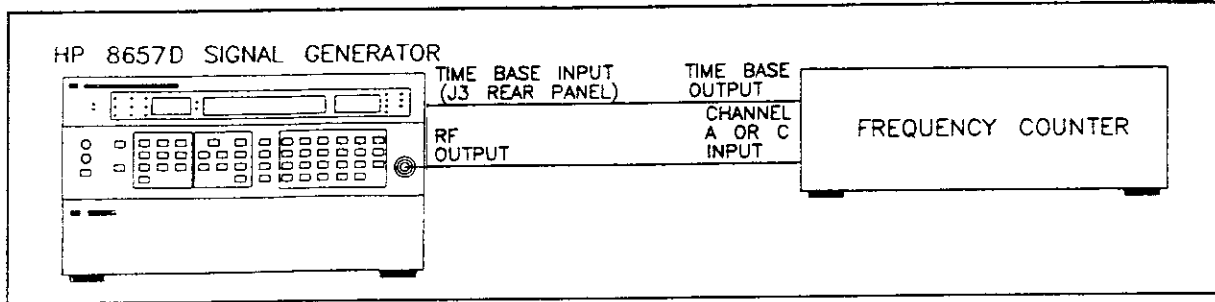 HP 8657D SIGNAL GENERATOR
TIME BASE INPUT
(J3 REAR PANEL)
TIME BASE
OUTPUT
RF
OUTPUT
CHANNEL
A OR C
INPUT
FREQUENCY COUNTER